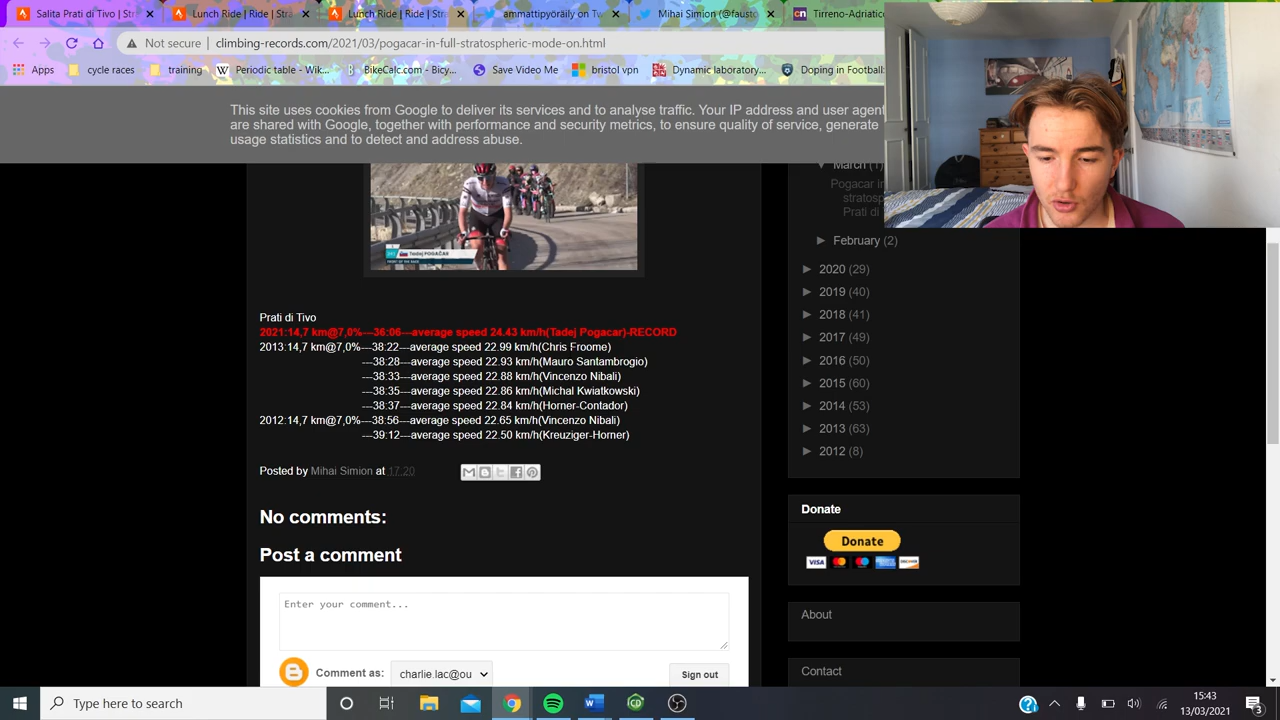 Salita Prati d
Lunch Ride | Ride | Str
Lunch Ride | Ride | Str
ammattipyöräily on Tw
Mihai Simion (@fausto
Tirreno-Adriatic
Not secure
climbing-records.com/2021/03/pogacar-in-full-stratospheric-mode-on.html
Apps
cycle races
training
Periodic table - Wik...
BikeCalc.com - Bicy...
Save Video Me
bristol vpn
Dynamic laboratory...
Doping in Football:
This site uses cookies from Google to deliver its services and to analyse traffic. Your IP address and user agent
are shared with Google, together with performance and security metrics, to ensure quality of service, generate
usage statistics and to detect and address abuse.
March (1)
Pogacar in
stratosp
Prati di
Tadej POGAČAR
Prati di Tivo
2021:14,7 km@7,0%---36:06---average speed 24.43 km/h(Tadej Pogacar)-RECORD
2013:14,7 km@7,0%---38:22---average speed 22.99 km/h(Chris Froome)
---38:28---average speed 22.93 km/h(Mauro Santambrogio)
---38:33---average speed 22.88 km/h(Vincenzo Nibali)
---38:35---average speed 22.86 km/h(Michal Kwiatkowski)
---38:37---average speed 22.84 km/h(Horner-Contador)
2012:14,7 km@7,0%---38:56---average speed 22.65 km/h(Vincenzo Nibali)
---39:12---average speed 22.50 km/h(Kreuziger-Horner)
Posted by Mihai Simion at 17.20
No comments:
Post a comment
Enter your comment...
Comment as:
charlie.lac@ou
Sign out
► February (2)
► 2020 (29)
► 2019 (40)
► 2018 (41)
► 2017 (49)
► 2016 (50)
► 2015 (60)
► 2014 (53)
► 2013 (63)
► 2012 (8)
Donate
Donate
VISA
About
Contact
Type here to search
15:43
13/03/2021
3